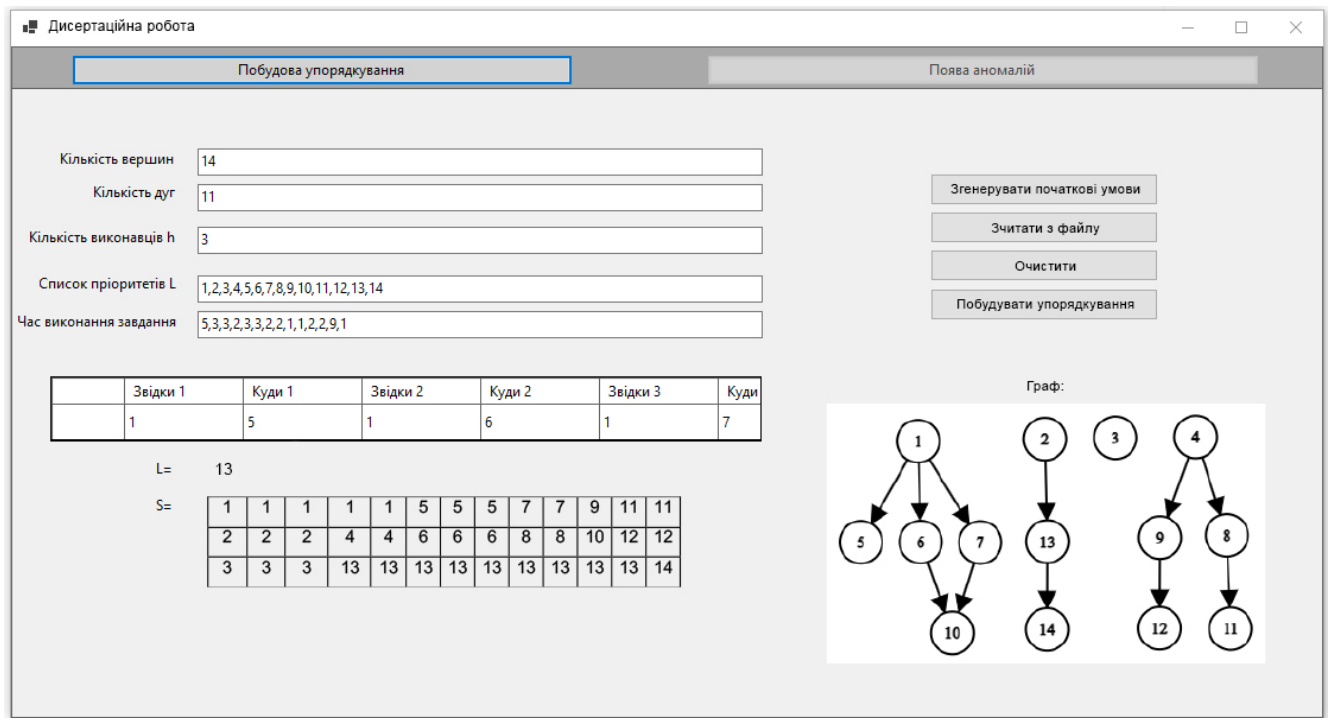 Дисертаційна робота
Побудова упорядкування Поява аномалій
Кількість вершин 14
Кількість дуг 11
Кількість виконавців h 3
Список пріоритетів L 1,2,3,4,5,6,7,8,9,10,11,12,13,14
Час виконання завдання 5,3,3,2,3,3,2,2,1,1,2,2,9,1
Згенерувати початкові умови
Зчитати з файлу
Очистити
Побудувати упорядкування
Звідки 1 Куди 1 Звідки 2 Куди 2 Звідки 3 Куди
1 5 1 6 1 7
L= 13
S= 1 1 1 1 1 5 5 5 7 7 9 11 11
2 2 2 4 4 6 6 6 8 8 10 12 12
3 3 3 13 13 13 13 13 13 13 13 13 14
Граф:
1 2 3 4
5 6 7 13 9 8
10 14 12 11